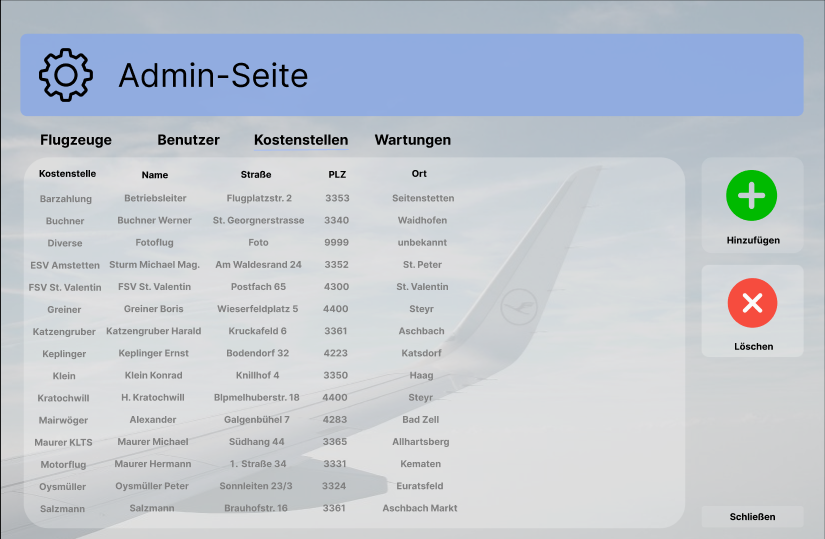 Admin-Seite
Flugzeuge Benutzer Kostenstellen Wartungen
Kostenstelle Name Straße PLZ Ort
Barzahlung Betriebsleiter Flugplatzstr. 2 3353 Seitenstetten
Buchner Buchner Werner St. Georgnerstrasse 3340 Waidhofen
Diverse Fotoflug Foto 9999 unbekannt
ESV Amstetten Sturm Michael Mag. Am Waldesrand 24 3352 St. Peter
FSV St. Valentin FSV St. Valentin Postfach 65 4300 St. Valentin
Greiner Greiner Boris Wieserfeldplatz 5 4400 Steyr
Katzengruber Katzengruber Harald Kruckafeld 6 3361 Aschbach
Keplinger Keplinger Ernst Bodendorf 32 4223 Katsdorf
Klein Klein Konrad Knillhof 4 3350 Haag
Kratochwill H. Kratochwill Blpmelhuberstr. 18 4400 Steyr
Mairwöger Alexander Galgenbühel 7 4283 Bad Zell
Maurer KLTS Maurer Michael Südhang 44 3365 Allhartsberg
Motorflug Maurer Hermann 1. Straße 34 3331 Kematen
Oysmüller Oysmüller Peter Sonnleiten 23/3 3324 Euratsfeld
Salzmann Salzmann Brauhofstr. 16 3361 Aschbach Markt
Hinzufügen
Löschen
Schließen